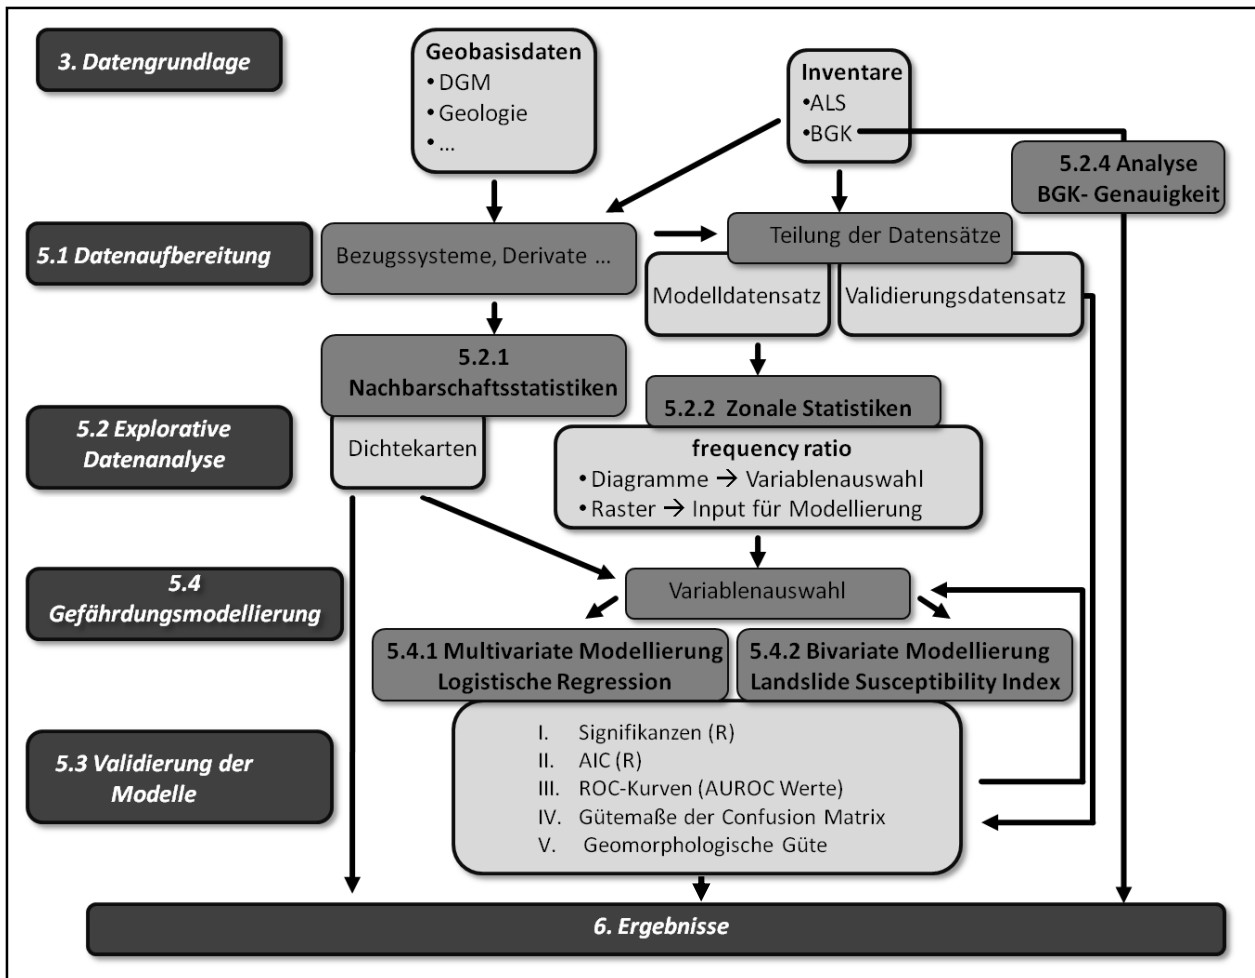 3. Datengrundlage
Geobasisdaten
• DGM
• Geologie
• ...
Inventare
•ALS
•BGK
5.2.4 Analyse
BGK- Genauigkeit
5.1 Datenaufbereitung
Bezugssysteme, Derivate ...
Teilung der Datensätze
Modelldatensatz
Validierungsdatensatz
5.2.1
Nachbarschaftsstatistiken
5.2.2 Zonale Statistiken
5.2 Explorative
Datenanalyse
Dichtekarten
frequency ratio
• Diagramme → Variablenauswahl
• Raster → Input für Modellierung
5.4
Gefährdungsmodellierung
Variablenauswahl
5.4.1 Multivariate Modellierung
Logistische Regression
5.4.2 Bivariate Modellierung
Landslide Susceptibility Index
5.3 Validierung der
Modelle
I. Signifikanzen (R)
II. AIC (R)
III. ROC-Kurven (AUROC Werte)
IV. Gütemaße der Confusion Matrix
V. Geomorphologische Güte
6. Ergebnisse